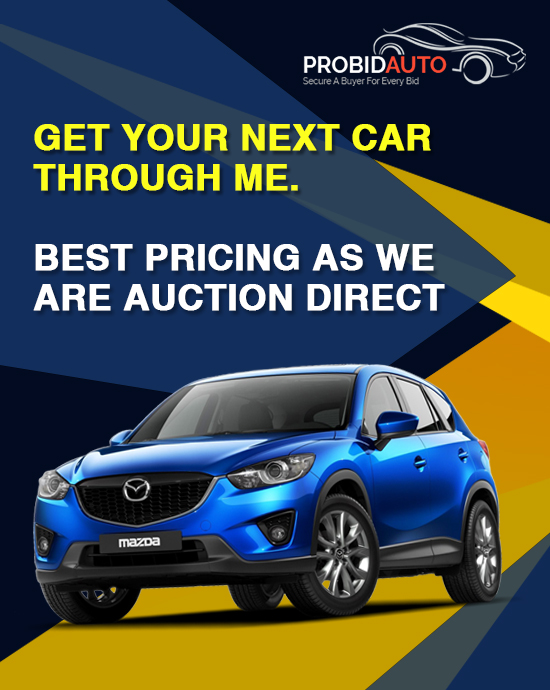 PROBIDAUTO
Secure A Buyer For Every Bid
GET YOUR NEXT CAR
THROUGH ME.
BEST PRICING AS WE
ARE AUCTION DIRECT
mazda